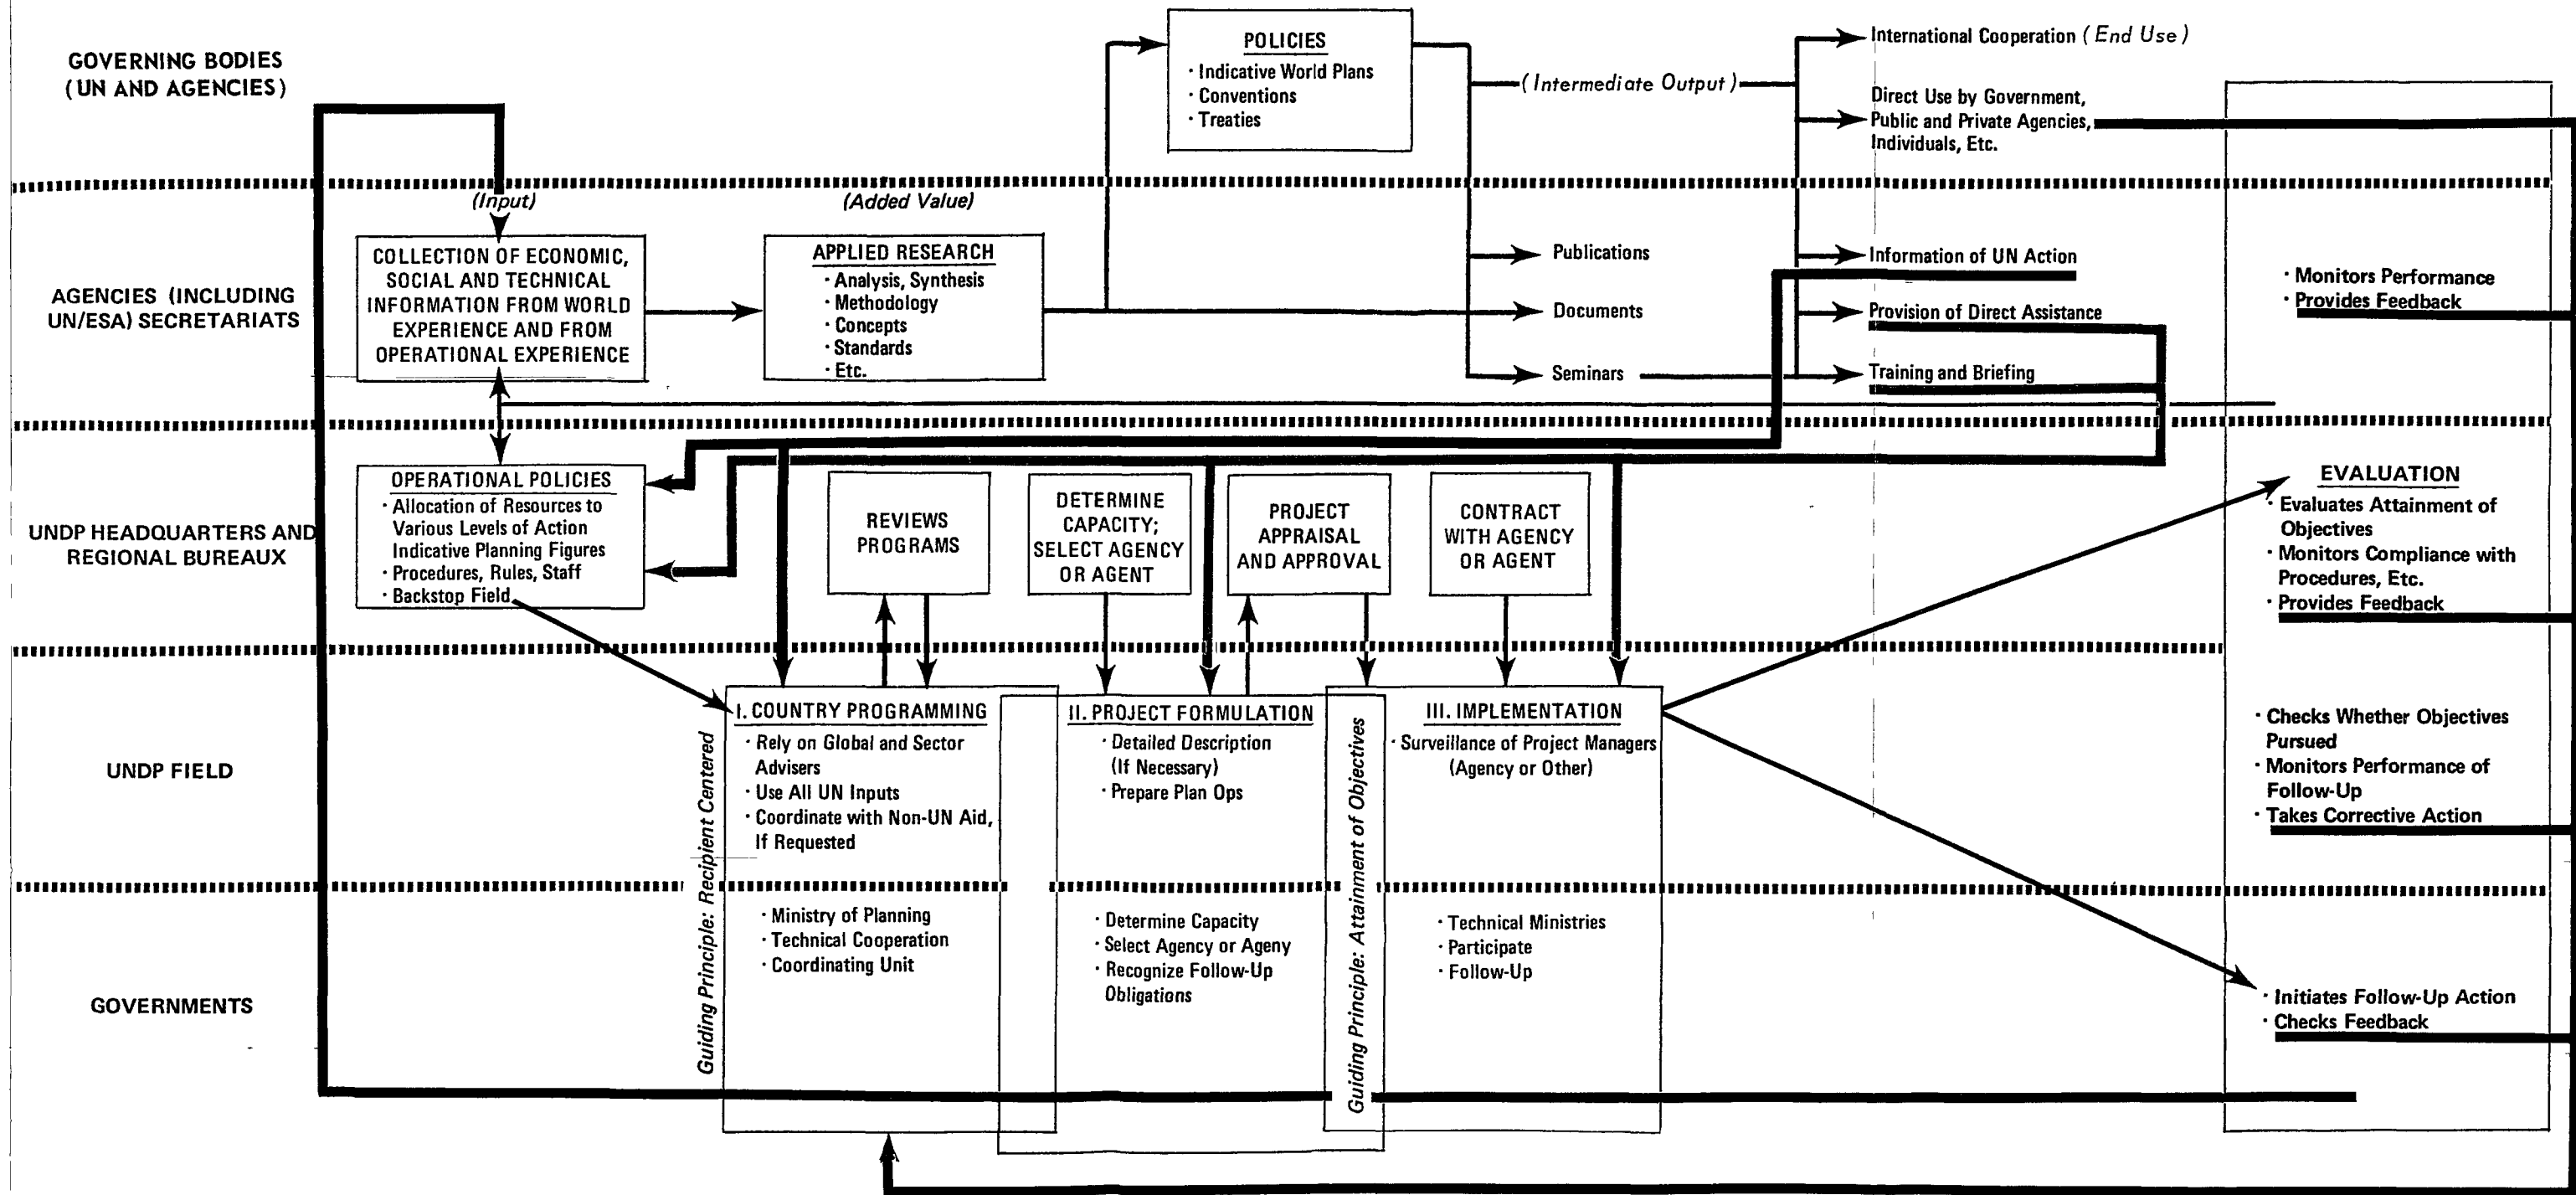 GOVERNING BODIES
(UN AND AGENCIES)
POLICIES
· Indicative World Plans
· Conventions
· Treaties
(Intermediate Output)
International Cooperation (End Use)
Direct Use by Government,
Public and Private Agencies,
Individuals, Etc.
(Input)
(Added Value)
AGENCIES (INCLUDING
UN/ESA) SECRETARIATS
COLLECTION OF ECONOMIC,
SOCIAL AND TECHNICAL
INFORMATION FROM WORLD
EXPERIENCE AND FROM
OPERATIONAL EXPERIENCE
APPLIED RESEARCH
· Analysis, Synthesis
· Methodology
· Concepts
· Standards
· Etc.
Publications
Documents
Seminars
Information of UN Action
Provision of Direct Assistance
Training and Briefing
· Monitors Performance
· Provides Feedback
UNDP HEADQUARTERS AND
REGIONAL BUREAUX
OPERATIONAL POLICIES
· Allocation of Resources to
Various Levels of Action
Indicative Planning Figures
· Procedures, Rules, Staff
· Backstop Field
REVIEWS
PROGRAMS
DETERMINE
CAPACITY;
SELECT AGENCY
OR AGENT
PROJECT
APPRAISAL
AND APPROVAL
CONTRACT
WITH AGENCY
OR AGENT
EVALUATION
· Evaluates Attainment of
Objectives
· Monitors Compliance with
Procedures, Etc.
· Provides Feedback
UNDP FIELD
Guiding Principle: Recipient Centered
I. COUNTRY PROGRAMMING
· Rely on Global and Sector
Advisers
· Use All UN Inputs
· Coordinate with Non-UN Aid,
If Requested
II. PROJECT FORMULATION
· Detailed Description
(If Necessary)
· Prepare Plan Ops
Guiding Principle: Attainment of Objectives
III. IMPLEMENTATION
· Surveillance of Project Managers
(Agency or Other)
· Checks Whether Objectives
Pursued
· Monitors Performance of
Follow-Up
· Takes Corrective Action
GOVERNMENTS
· Ministry of Planning
· Technical Cooperation
· Coordinating Unit
· Determine Capacity
· Select Agency or Ageny
· Recognize Follow-Up
Obligations
· Technical Ministries
· Participate
· Follow-Up
· Initiates Follow-Up Action
· Checks Feedback